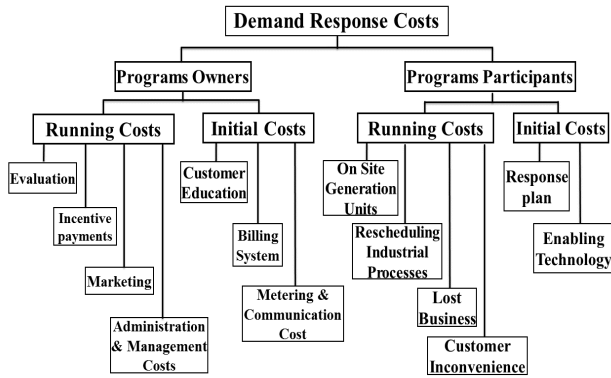 Demand Response Costs
Programs Owners
Programs Participants
Running Costs
Initial Costs
Running Costs
Initial Costs
Evaluation
Incentive
payments
Marketing
Administration
& Management
Costs
Customer
Education
Billing
System
Metering &
Communication
Cost
On Site
Generation
Units
Rescheduling
Industrial
Processes
Lost
Business
Customer
Inconvenience
Response
plan
Enabling
Technology